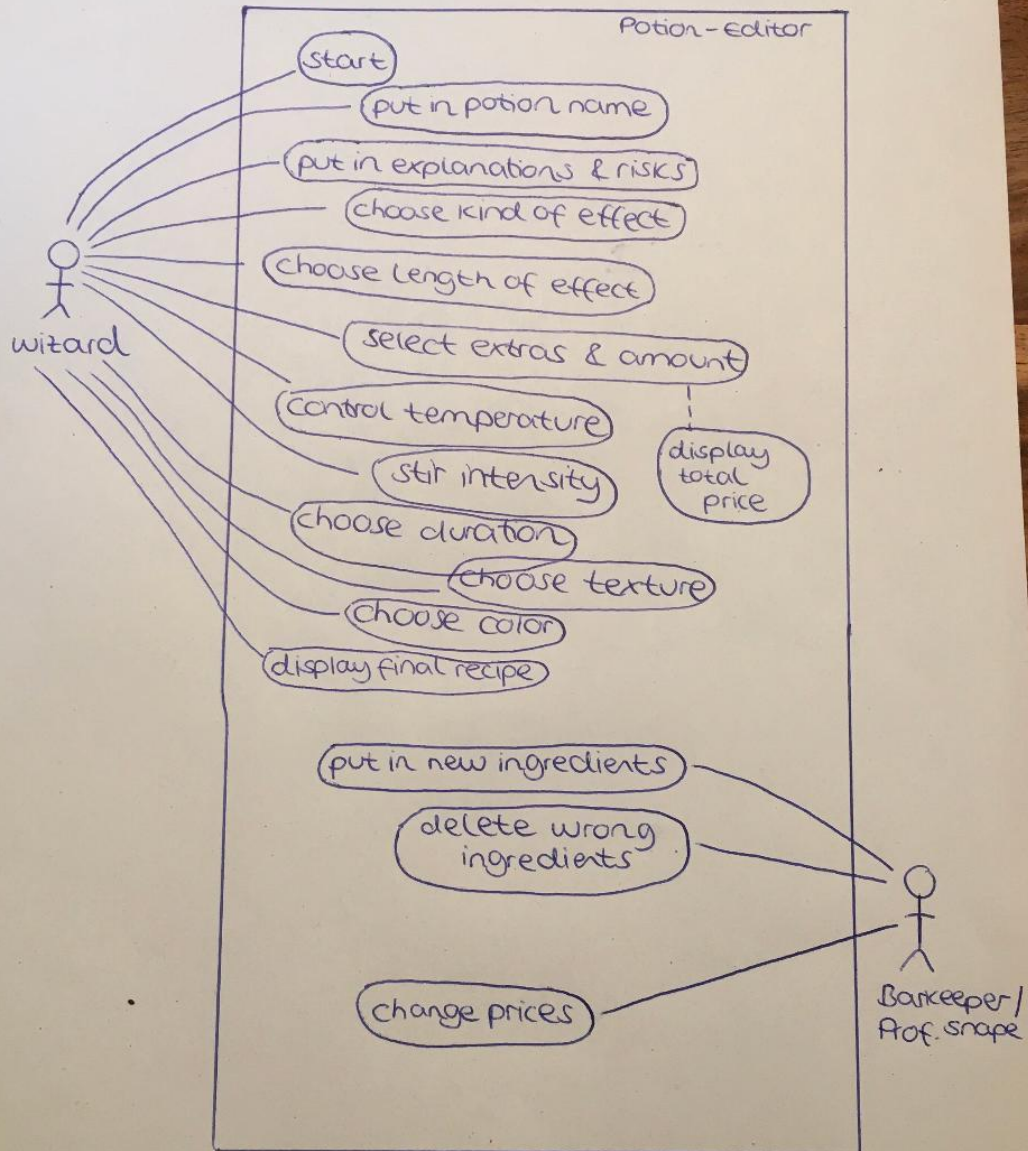 Potion-Editor
start
put in potion name
put in explanations & risks
choose kind of effect
choose length of effect
wizard
select extras & amount
control temperature
display
total
price
stir intensity
choose duration
choose texture
choose color
display final recipe
put in new ingredients
delete wrong
ingredients
change prices
Barkeeper/
Prof. Snape